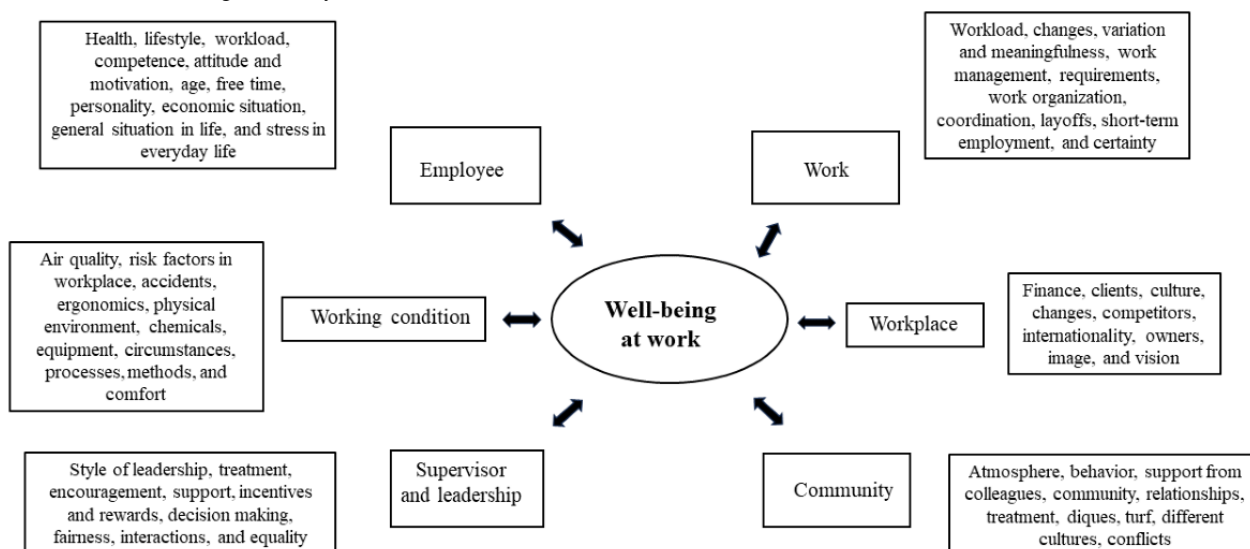 Health, lifestyle, workload,
competence, attitude and
motivation, age, free time,
personality, economic situation,
general situation in life, and stress in
everyday life
Employee
Workload, changes, variation
and meaningfulness, work
management, requirements,
work organization,
coordination, layoffs, short-term
employment, and certainty
Work
Air quality, risk factors in
workplace, accidents,
ergonomics, physical
environment, chemicals,
equipment, circumstances,
processes, methods, and
comfort
Working condition
Well-being
at work
Workplace
Finance, clients, culture,
changes, competitors,
internationality, owners,
image, and vision
Style of leadership, treatment,
encouragement, support, incentives
and rewards, decision making,
fairness, interactions, and equality
Supervisor
and leadership
Community
Atmosphere, behavior, support from
colleagues, community, relationships,
treatment, diques, turf, different
cultures, conflicts